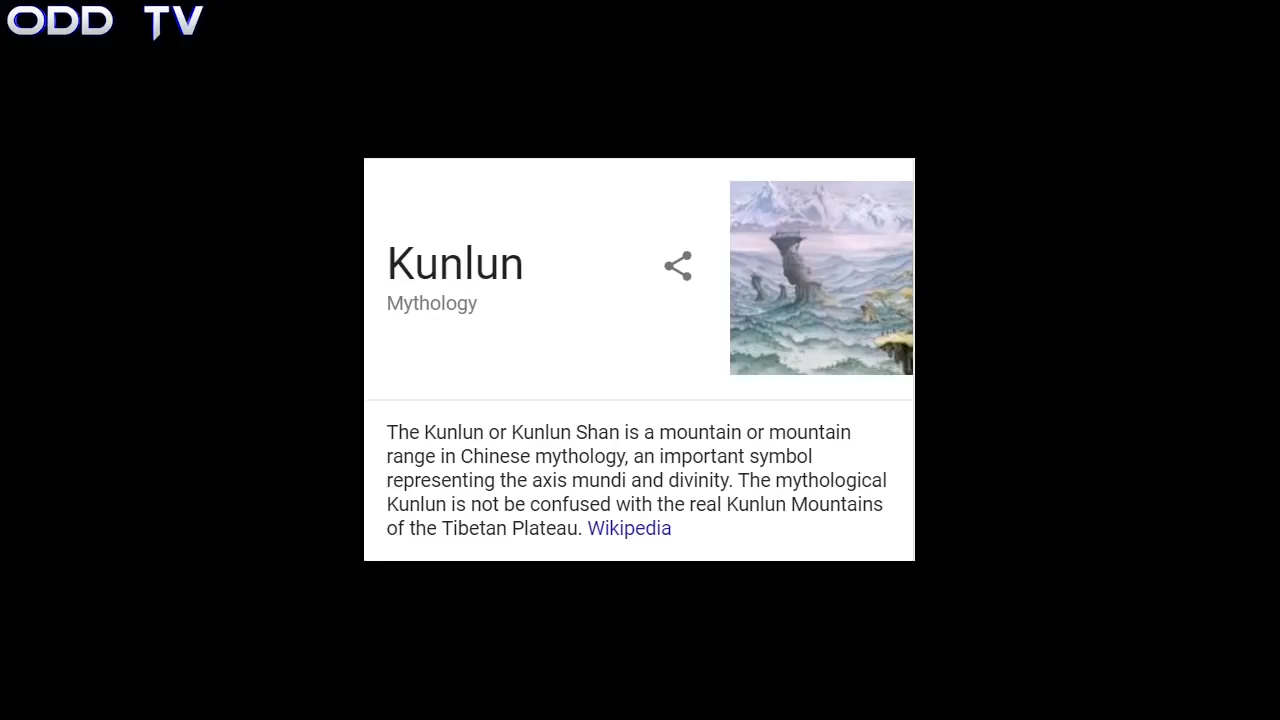 ODD TV
Kunlun
Mythology
The Kunlun or Kunlun Shan is a mountain or mountain
range in Chinese mythology, an important symbol
representing the axis mundi and divinity. The mythological
Kunlun is not be confused with the real Kunlun Mountains
of the Tibetan Plateau. Wikipedia